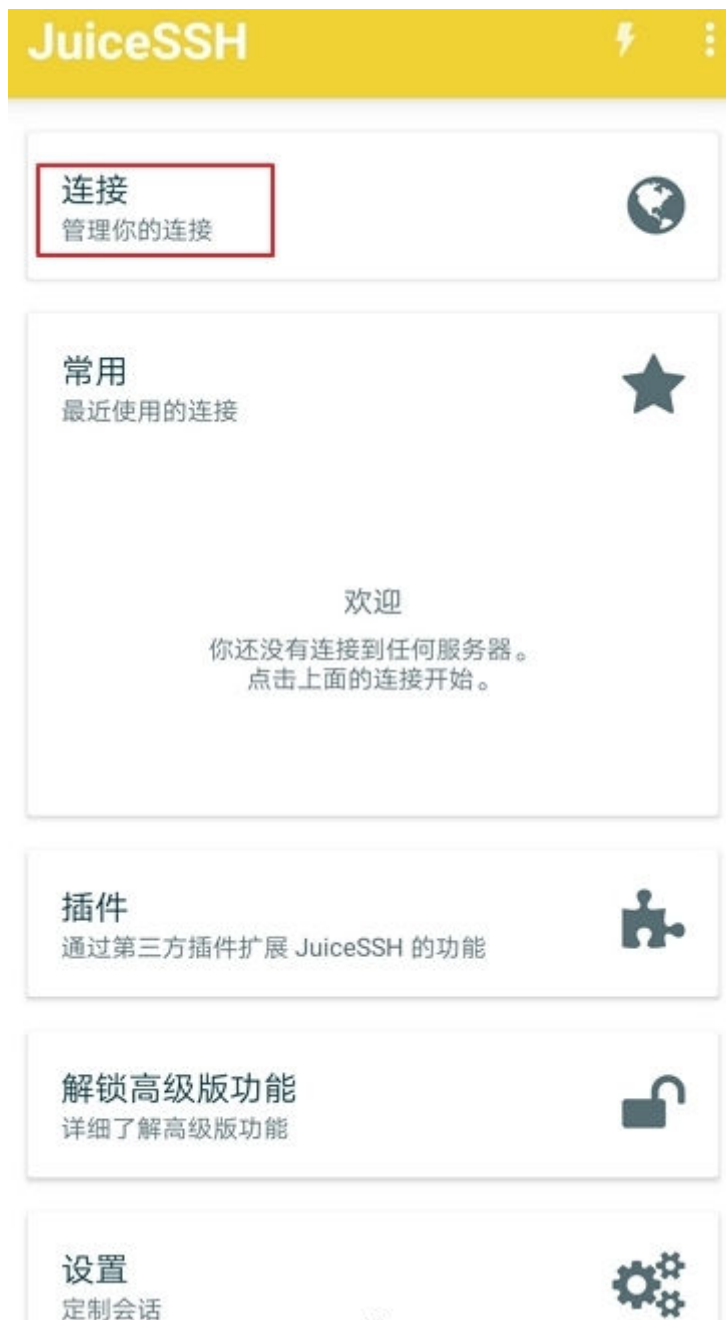 JuiceSSH
连接
管理你的连接
常用
最近使用的连接
欢迎
你还没有连接到任何服务器。
点击上面的连接开始。
插件
通过第三方插件扩展 JuiceSSH 的功能
解锁高级版功能
详细了解高级版功能
设置
定制会话